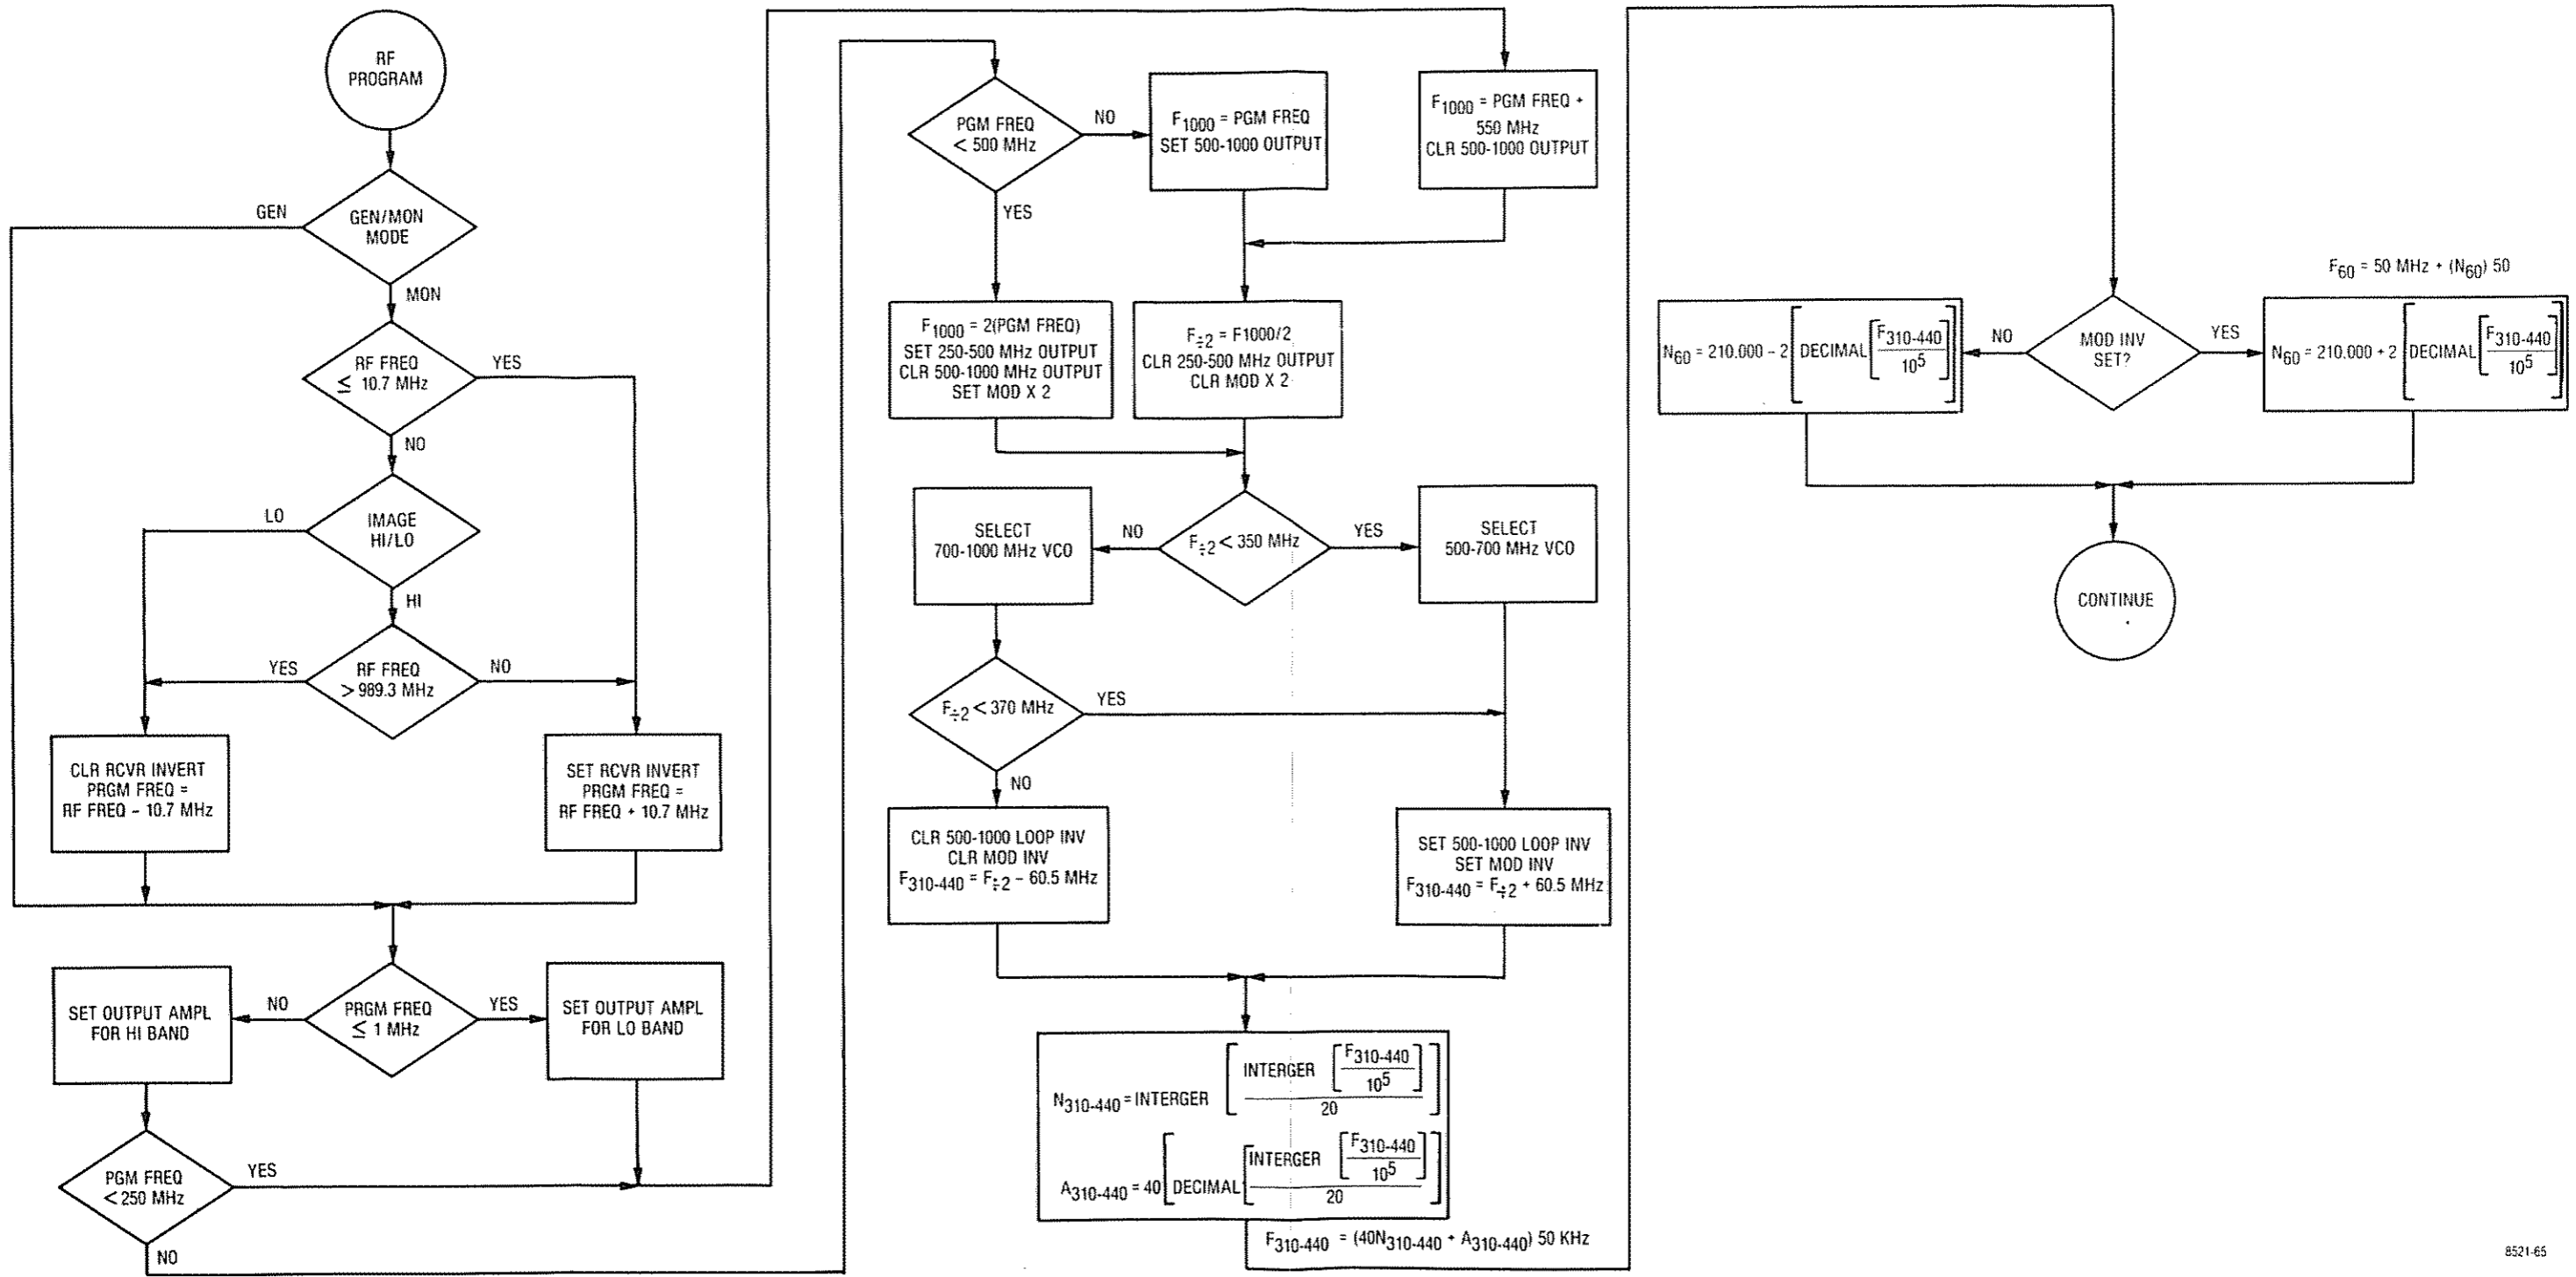 RF
PROGRAM
GEN/MON
MODE
GEN
MON
RF FREQ
≤ 10.7 MHz
YES
NO
IMAGE
HI/LO
LO
HI
RF FREQ
> 989.3 MHz
YES
NO
CLR RCVR INVERT
PRGM FREQ =
RF FREQ - 10.7 MHz
SET RCVR INVERT
PRGM FREQ =
RF FREQ + 10.7 MHz
PRGM FREQ
≤ 1 MHz
NO
YES
SET OUTPUT AMPL
FOR HI BAND
SET OUTPUT AMPL
FOR LO BAND
PGM FREQ
< 250 MHz
YES
NO
PGM FREQ
< 500 MHz
NO
YES
F1000 = PGM FREQ
SET 500-1000 OUTPUT
F1000 = PGM FREQ +
550 MHz
CLR 500-1000 OUTPUT
F1000 = 2(PGM FREQ)
SET 250-500 MHz OUTPUT
CLR 500-1000 MHz OUTPUT
SET MOD X 2
F÷2 = F1000/2
CLR 250-500 MHz OUTPUT
CLR MOD X 2
F÷2 < 350 MHz
NO
YES
SELECT
700-1000 MHz VCO
SELECT
500-700 MHz VCO
F÷2 < 370 MHz
YES
NO
CLR 500-1000 LOOP INV
CLR MOD INV
F310-440 = F÷2 - 60.5 MHz
SET 500-1000 LOOP INV
SET MOD INV
F310-440 = F÷2 + 60.5 MHz
N310-440 = INTERGER [INTERGER [F310-440 / 10^5] / 20]
A310-440 = 40 [DECIMAL [INTERGER [F310-440 / 10^5] / 20]]
F310-440 = (40N310-440 + A310-440) 50 KHz
MOD INV
SET?
NO
YES
N60 = 210.000 - 2 [DECIMAL [F310-440 / 10^5]]
F60 = 50 MHz + (N60) 50
N60 = 210.000 + 2 [DECIMAL [F310-440 / 10^5]]
CONTINUE
8521-65